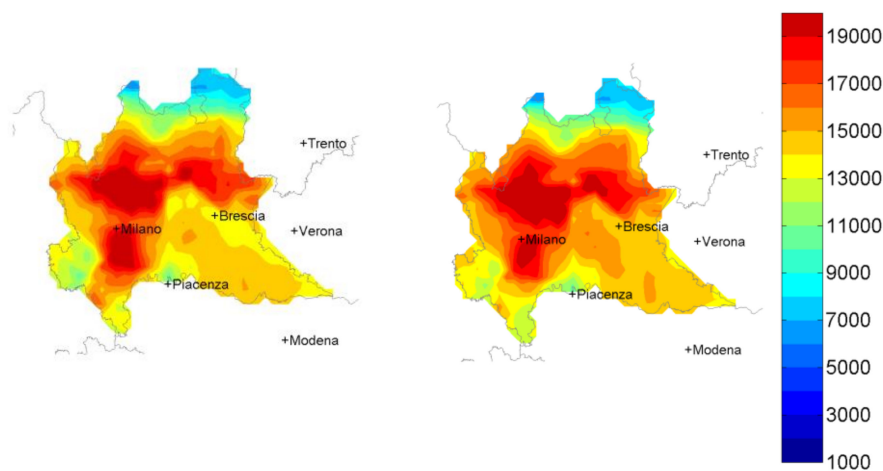 +Trento
+Brescia
+Milano
+Verona
+Piacenza
+Modena
+Trento
+Brescia
+Milano
+Verona
+Piacenza
+Modena
19000
17000
15000
13000
11000
9000
7000
5000
3000
1000